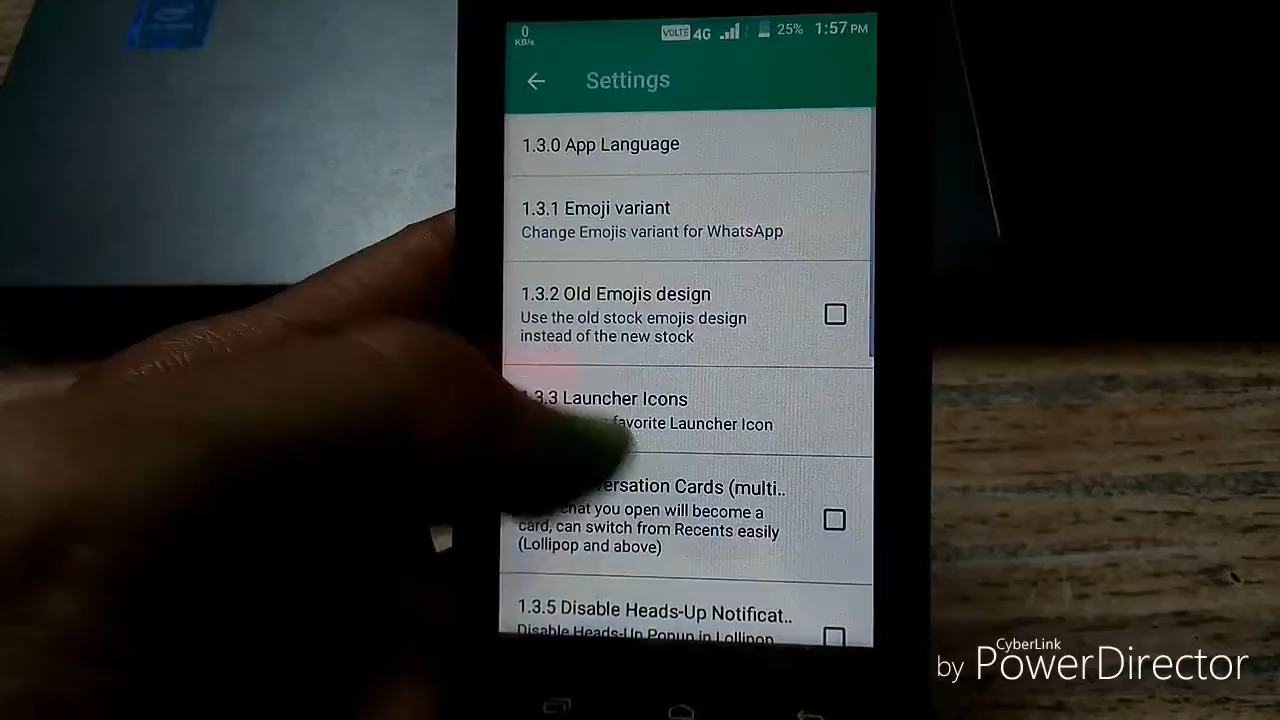 0
KB/s
VOLTE 4G 25% 1:57 PM
Settings
1.3.0 App Language
1.3.1 Emoji variant
Change Emojis variant for WhatsApp
1.3.2 Old Emojis design
Use the old stock emojis design
instead of the new stock
.3.3 Launcher Icons
favorite Launcher Icon
ersation Cards (multi..
hat you open will become a
card, can switch from Recents easily
(Lollipop and above)
1.3.5 Disable Heads-Up Notificat..
Disable Heads-Up Popup in Lollipop
CyberLink
by PowerDirector